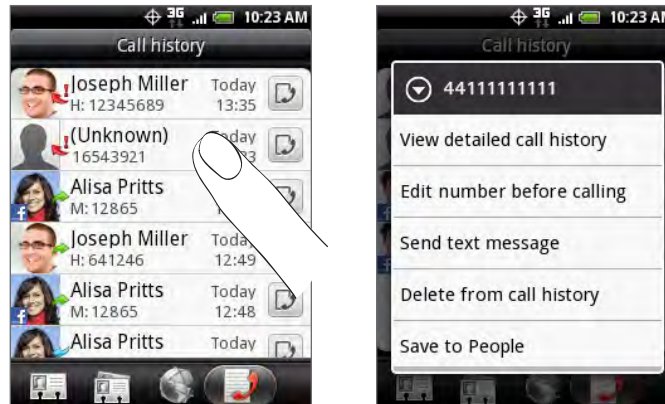 3G 10:23 AM
Call history
Joseph Miller Today
H: 12345689 13:35
(Unknown)
16543921
Alisa Pritts
M: 12865
Joseph Miller
H: 641246 12:49
Alisa Pritts Today
M: 12865 12:48
Alisa Pritts Today
3G 10:23 AM
Call history
44111111111
View detailed call history
Edit number before calling
Send text message
Delete from call history
Save to People